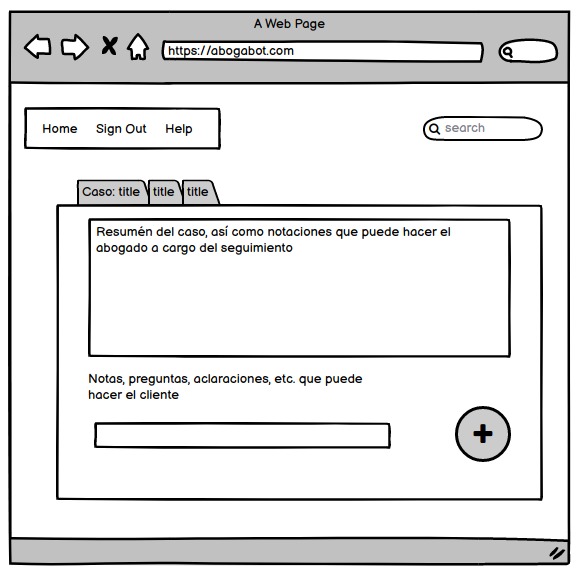 A Web Page
https://abogabot.com
Home Sign Out Help
search
Caso: title title title
Resumén del caso, así como notaciones que puede hacer el
abogado a cargo del seguimiento
Notas, preguntas, aclaraciones, etc. que puede
hacer el cliente